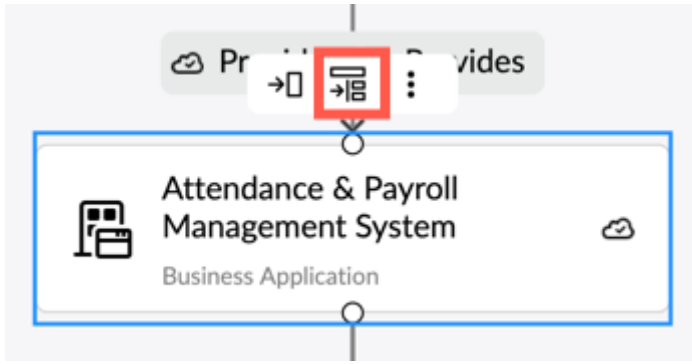 Attendance & Payroll
Management System
Business Application